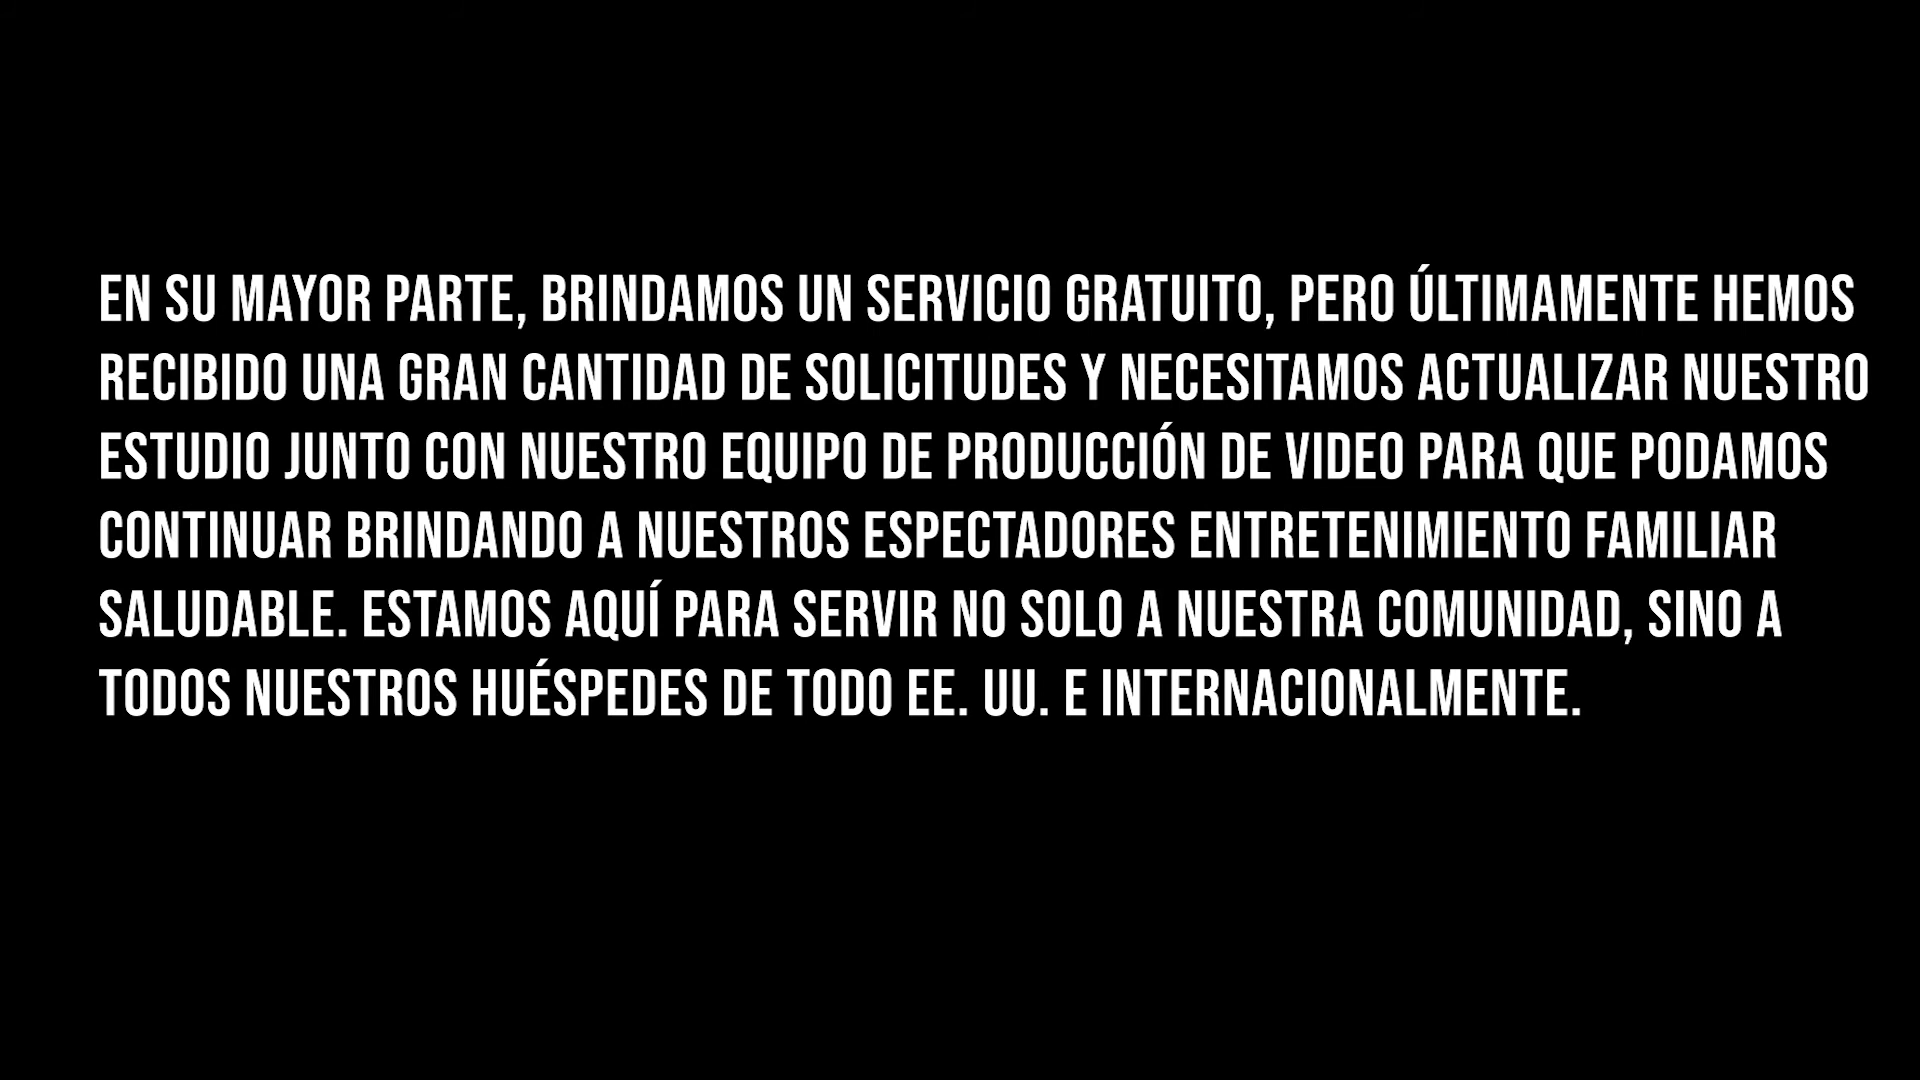 EN SU MAYOR PARTE, BRINDAMOS UN SERVICIO GRATUITO, PERO ÚLTIMAMENTE HEMOS
RECIBIDO UNA GRAN CANTIDAD DE SOLICITUDES Y NECESITAMOS ACTUALIZAR NUESTRO
ESTUDIO JUNTO CON NUESTRO EQUIPO DE PRODUCCIÓN DE VIDEO PARA QUE PODAMOS
CONTINUAR BRINDANDO A NUESTROS ESPECTADORES ENTRETENIMIENTO FAMILIAR
SALUDABLE. ESTAMOS AQUÍ PARA SERVIR NO SOLO A NUESTRA COMUNIDAD, SINO A
TODOS NUESTROS HUÉSPEDES DE TODO EE. UU. E INTERNACIONALMENTE.